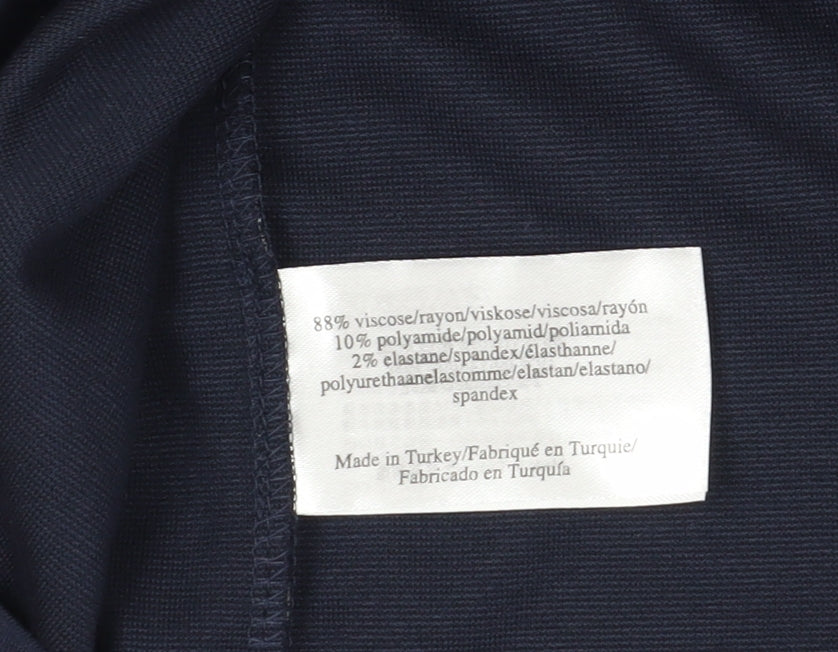 88% viscose/rayon/viskose/viscosa/rayón
10% polyamide/polyamid/poliamida
2% elastane/spandex/élasthanne/
polyurethaanelastomme/elastan/elastano/
spandex
Made in Turkey/Fabriqué en Turquie/
Fabricado en Turquía